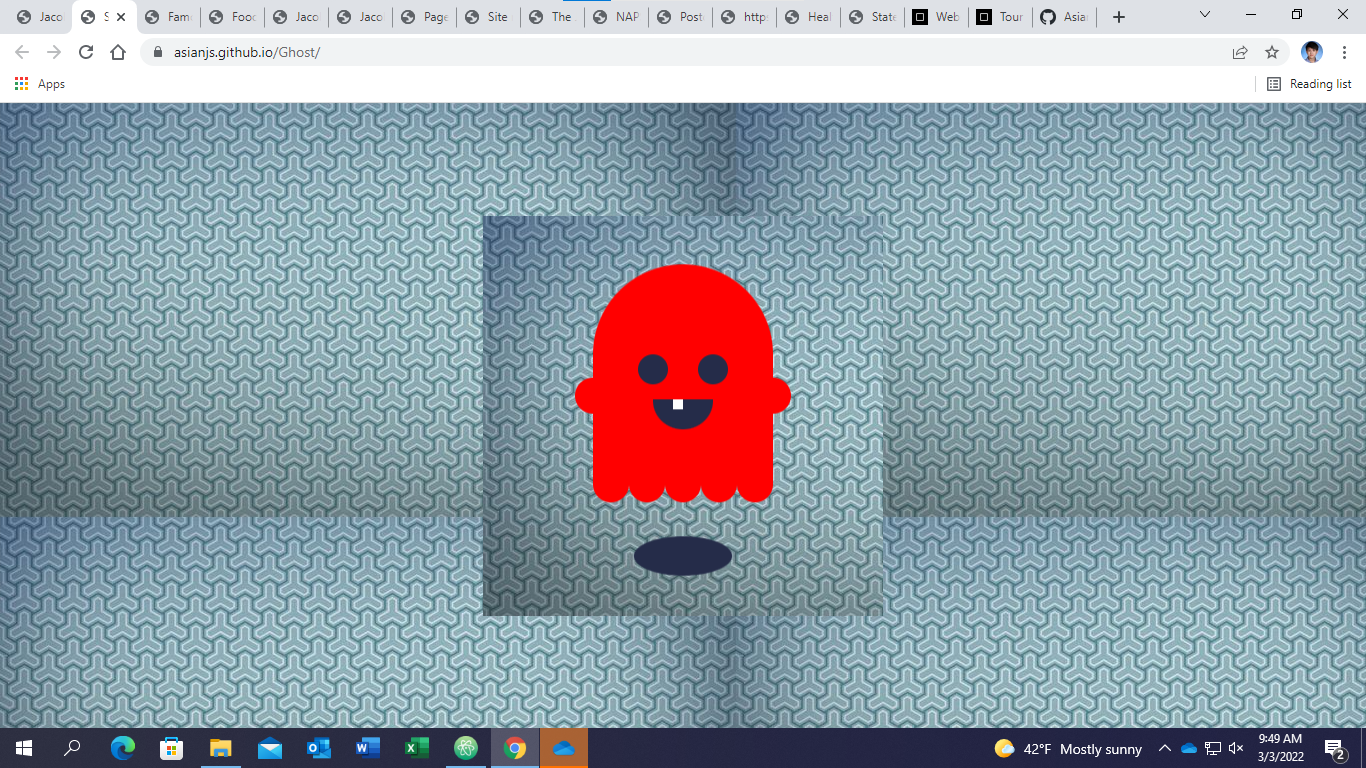 Jaco
S
Fam
Food
Jaco
Jaco
Page
Site
The
NAP
Post
http
Heal
State
Web
Tour
Asia
asianjs.github.io/Ghost/
Apps
Reading list
42°F Mostly sunny
9:49 AM
3/3/2022
2